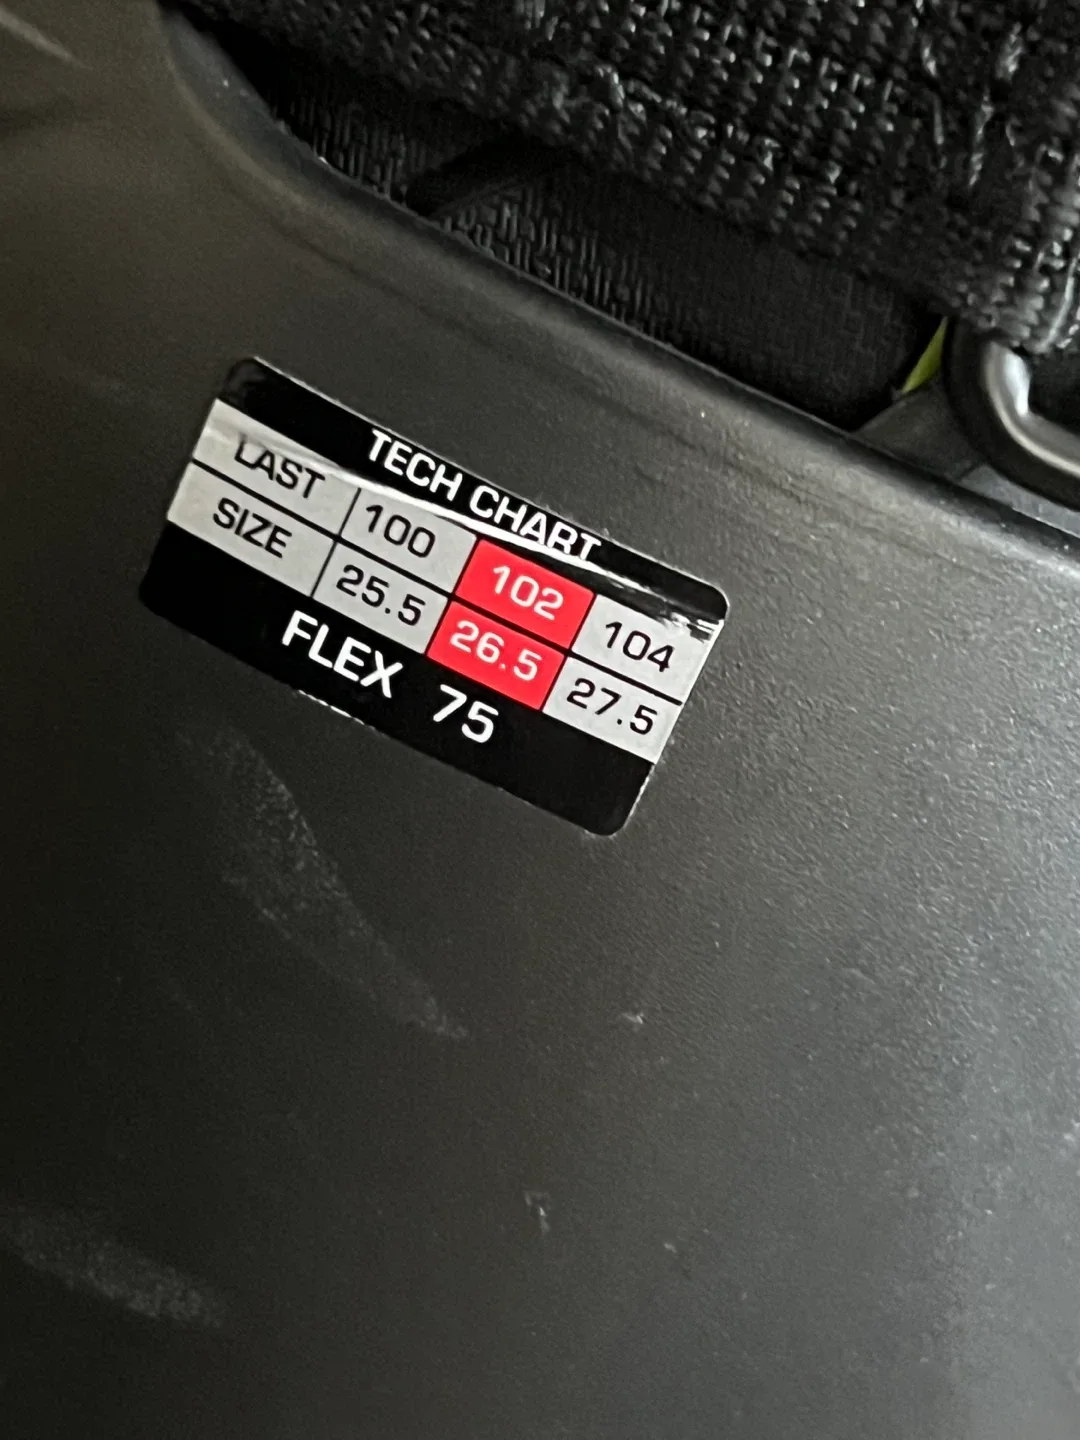 TECH CHART
LAST 100 102 104
SIZE 25.5 26.5 27.5
FLEX 75